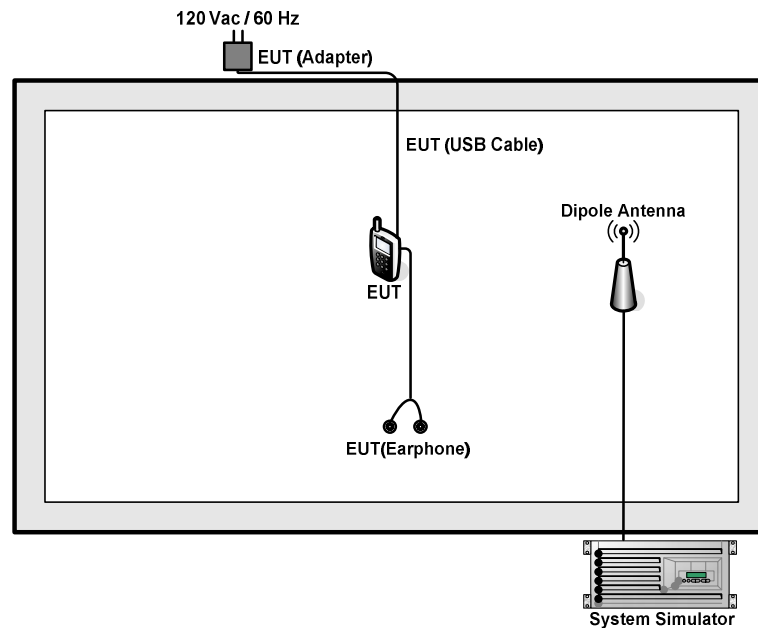 120 Vac / 60 Hz
EUT (Adapter)
EUT (USB Cable)
Dipole Antenna
EUT
EUT(Earphone)
System Simulator